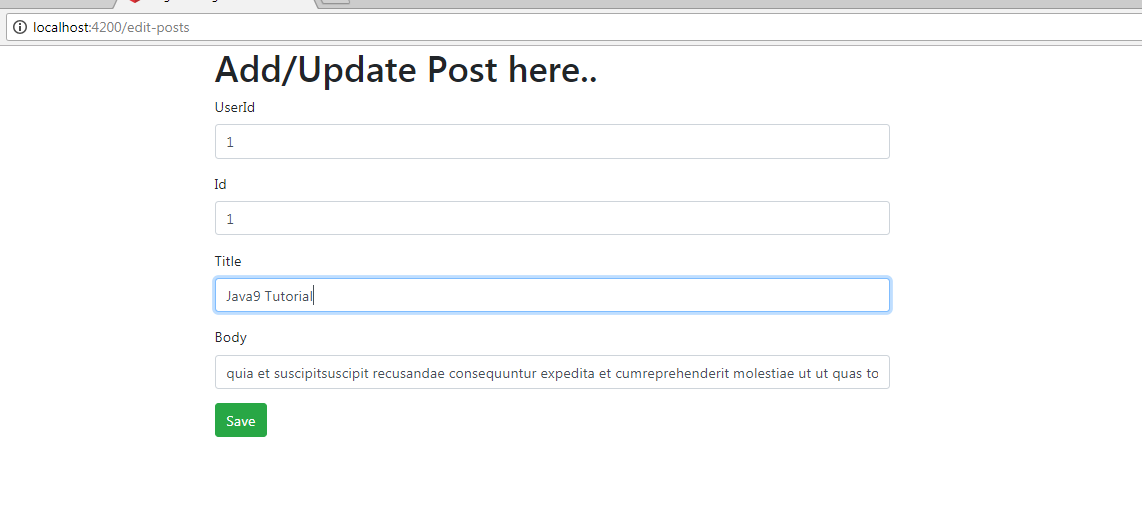 localhost:4200/edit-posts
Add/Update Post here..
UserId
1
Id
1
Title
Java9 Tutorial
Body
quia et suscipitsuscipit recusandae consequuntur expedita et cumreprehenderit molestiae ut ut quas to
Save